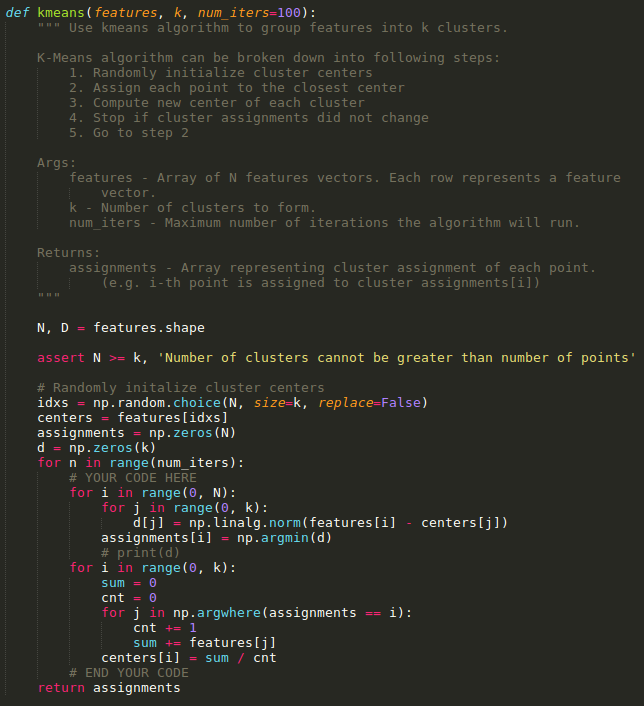 def kmeans(features, k, num_iters=100):
    """ Use kmeans algorithm to group features into k clusters.

    K-Means algorithm can be broken down into following steps:
        1. Randomly initialize cluster centers
        2. Assign each point to the closest center
        3. Compute new center of each cluster
        4. Stop if cluster assignments did not change
        5. Go to step 2

    Args:
        features - Array of N features vectors. Each row represents a feature
            vector.
        k - Number of clusters to form.
        num_iters - Maximum number of iterations the algorithm will run.

    Returns:
        assignments - Array representing cluster assignment of each point.
            (e.g. i-th point is assigned to cluster assignments[i])
    """

    N, D = features.shape

    assert N >= k, 'Number of clusters cannot be greater than number of points'

    # Randomly initalize cluster centers
    idxs = np.random.choice(N, size=k, replace=False)
    centers = features[idxs]
    assignments = np.zeros(N)
    d = np.zeros(k)
    for n in range(num_iters):
        # YOUR CODE HERE
        for i in range(0, N):
            for j in range(0, k):
                d[j] = np.linalg.norm(features[i] - centers[j])
            assignments[i] = np.argmin(d)
            # print(d)
        for i in range(0, k):
            sum = 0
            cnt = 0
            for j in np.argwhere(assignments == i):
                cnt += 1
                sum += features[j]
            centers[i] = sum / cnt
        # END YOUR CODE
    return assignments